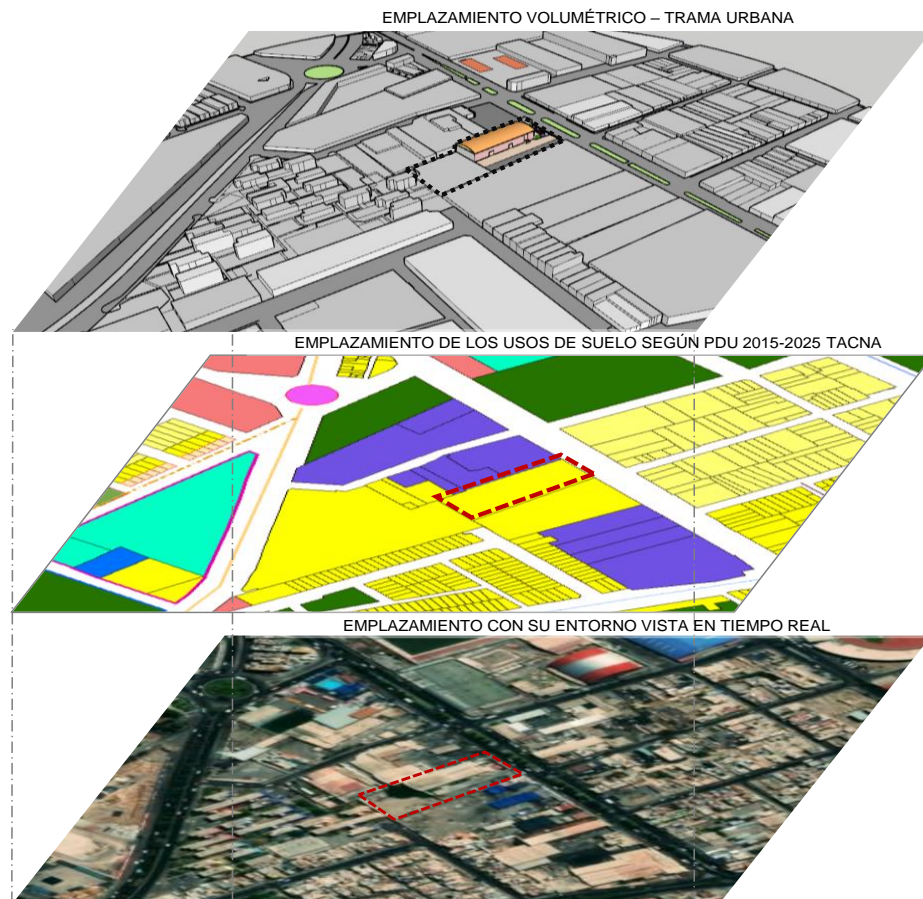 EMPLAZAMIENTO VOLUMÉTRICO – TRAMA URBANA
EMPLAZAMIENTO DE LOS USOS DE SUELO SEGÚN PDU 2015-2025 TACNA
EMPLAZAMIENTO CON SU ENTORNO VISTA EN TIEMPO REAL